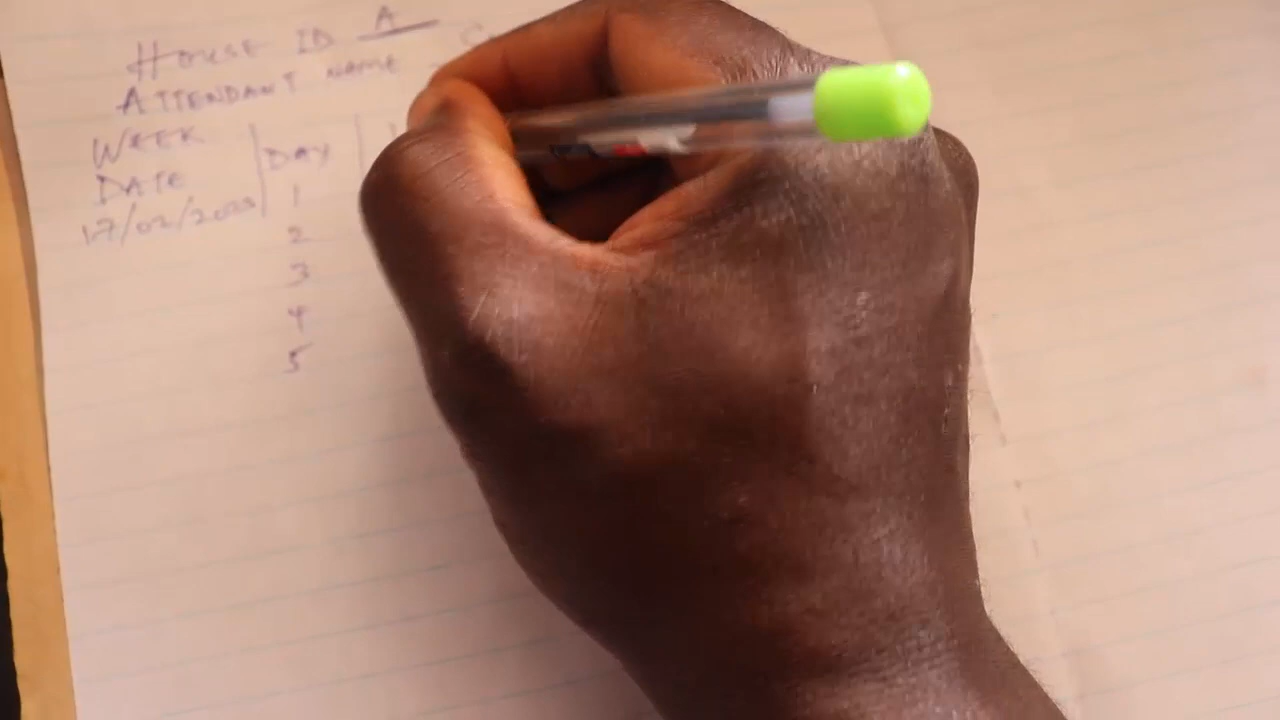 HOUSE ID A
ATTENDANT NAME
WEEK
DATE DAY
17/02/2023 1
2
3
4
5